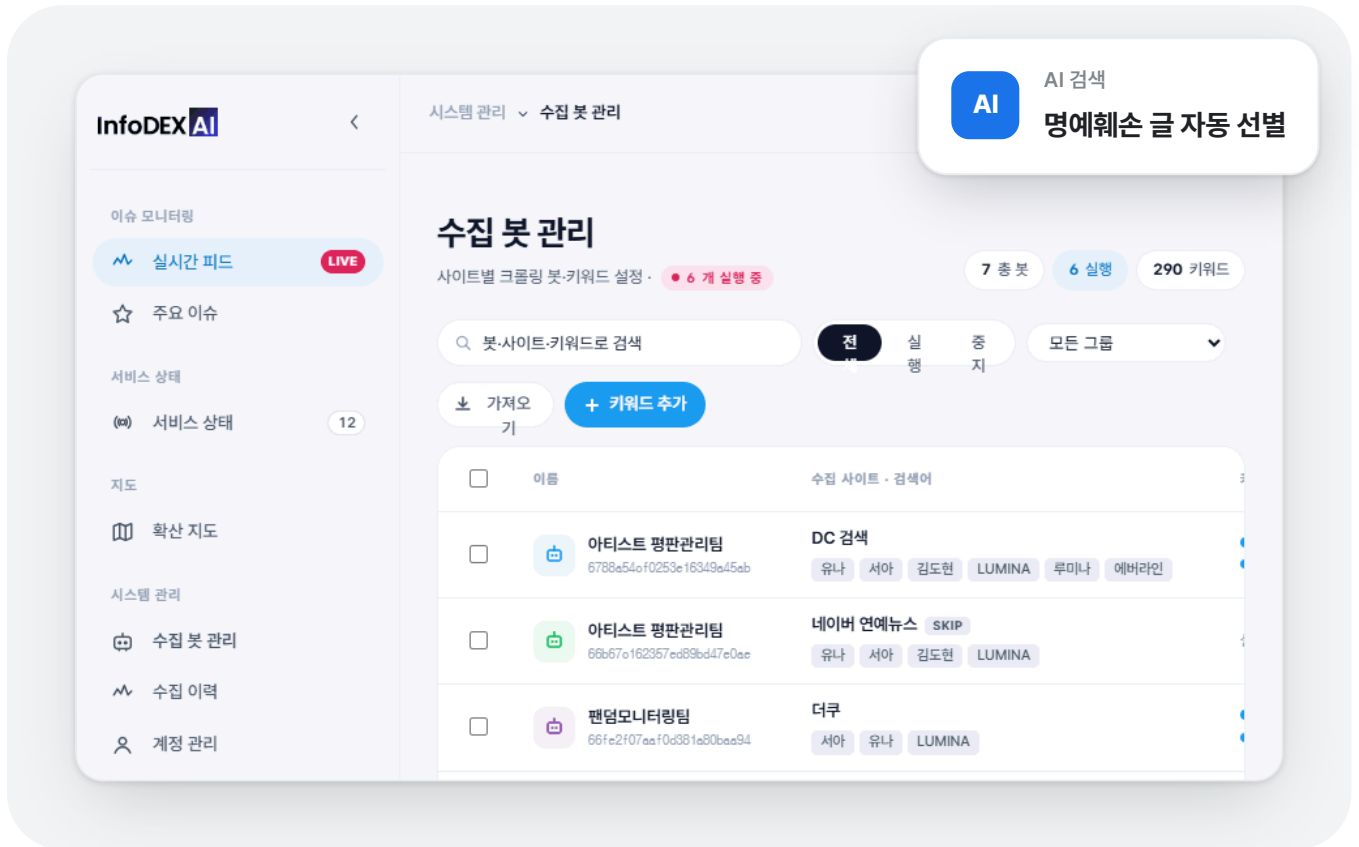 InfoDEX AI
이슈 모니터링
실시간 피드 LIVE
주요 이슈
서비스 상태
서비스 상태 12
지도
확산 지도
시스템 관리
수집 봇 관리
수집 이력
계정 관리
시스템 관리 수집 봇 관리
AI
AI 검색
명예훼손 글 자동 선별
수집 봇 관리
사이트별 크롤링 봇·키워드 설정 · 6 개 실행 중
7 총 봇 6 실행 290 키워드
봇·사이트·키워드로 검색
전체 실행 중지 모든 그룹
가져오기 + 키워드 추가
이름 수집 사이트 · 검색어
아티스트 평판관리팀 DC 검색
6788a54of0253e16349a45ab 유나 서아 김도현 LUMINA 루미나 에버라인
아티스트 평판관리팀 네이버 연예뉴스 SKIP
66b67o162357ed89bd47e0ae 유나 서아 김도현 LUMINA
팬덤모니터링팀 더쿠
66fe2f07aaf0d381a80baa94 서아 유나 LUMINA